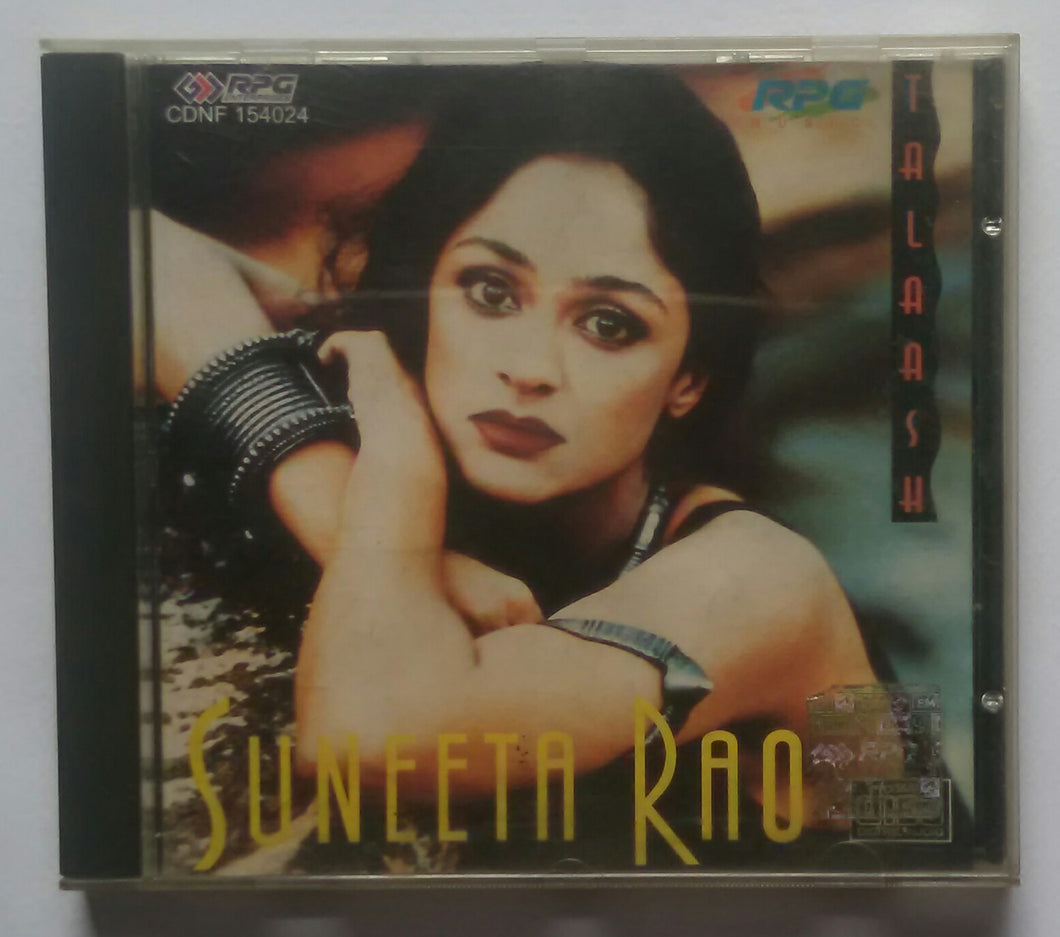 RPG
CDNF 154024
RPG
TALAASH
SUNEETA RAO